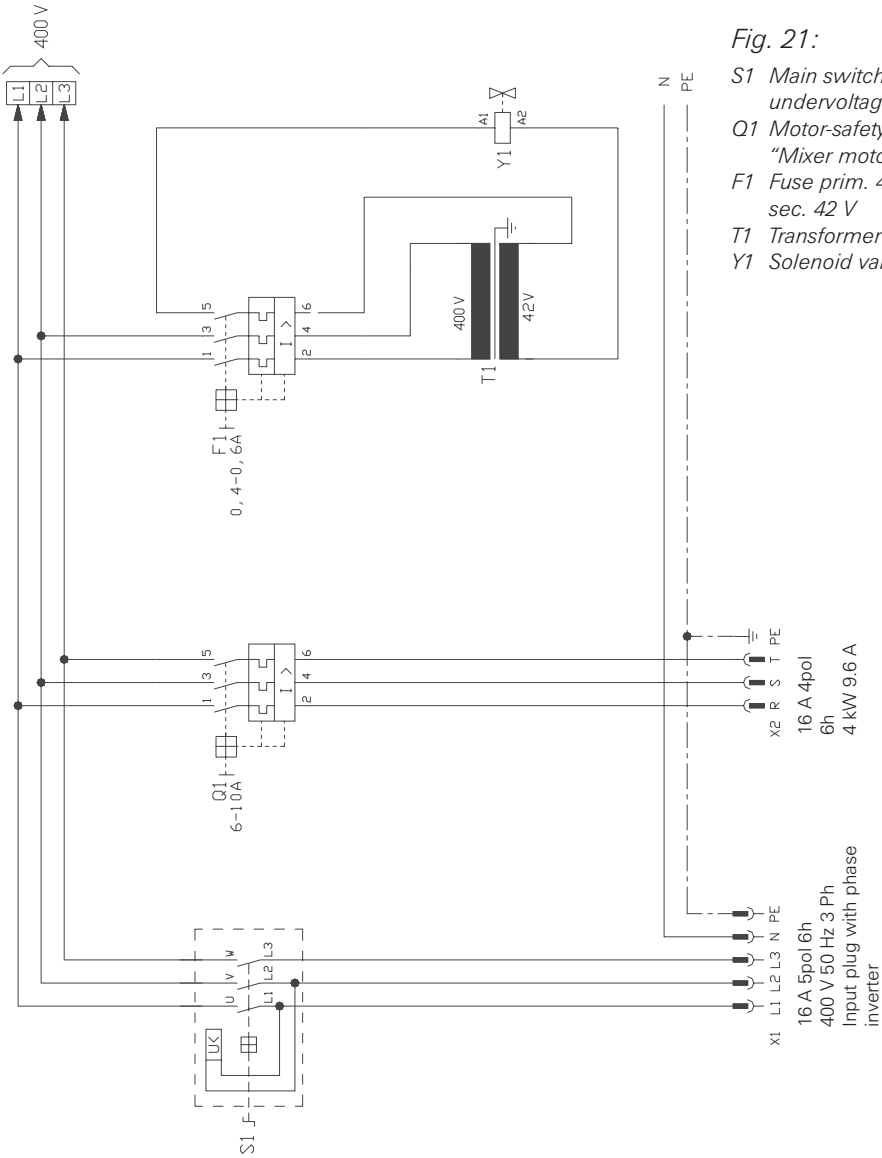 400 V
L1
L2
L3
Fig. 21:
S1 Main switch
undervoltag
Q1 Motor-safety
"Mixer moto
F1 Fuse prim. 4
sec. 42 V
T1 Transformer
Y1 Solenoid va
N
PE
A1
A2
Y1
5
3
1
6
4
2
I >
F1
0,4-0,6A
400 V
42V
T1
5
3
1
6
4
2
I >
Q1
6-10A
W
V
U
L3
L2
L1
U<
S1
X2 R S T PE
16 A 4pol
6h
4 kW 9.6 A
X1 L1 L2 L3 N PE
16 A 5pol 6h
400 V 50 Hz 3 Ph
Input plug with phase
inverter